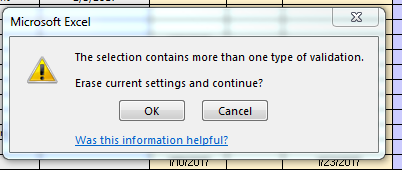 Microsoft Excel
The selection contains more than one type of validation.
Erase current settings and continue?
OK
Cancel
Was this information helpful?
1/10/2017
1/23/2017